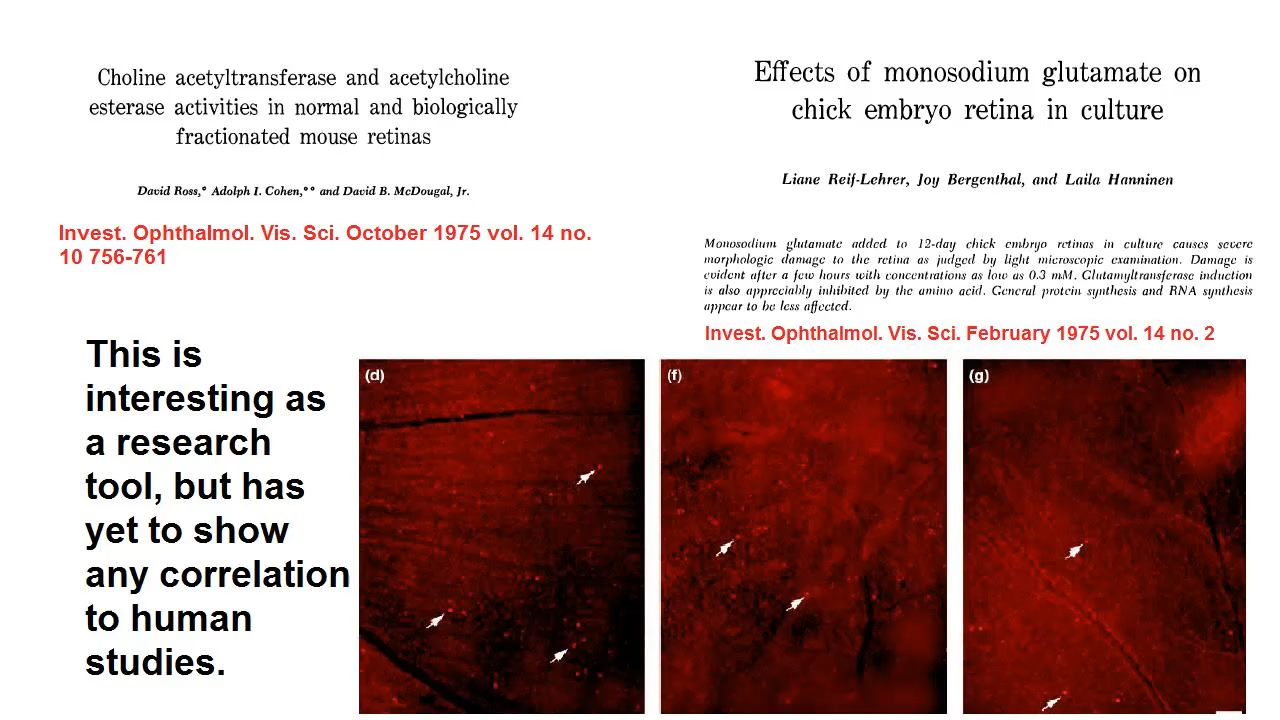 Choline acetyltransferase and acetylcholine
esterase activities in normal and biologically
fractionated mouse retinas
David Ross,* Adolph I. Cohen,** and David B. McDougal, Jr.
Invest. Ophthalmol. Vis. Sci. October 1975 vol. 14 no.
10 756-761
Effects of monosodium glutamate on
chick embryo retina in culture
Liane Reif-Lehrer, Joy Bergenthal, and Laila Hanninen
Monosodium glutamate added to 12-day chick embryo retinas in culture causes severe
morphologic damage to the retina as judged by light microscopic examination. Damage is
evident after a few hours with concentrations as low as 0.3 mM. Glutamyltransferase induction
is also appreciably inhibited by the amino acid. General protein synthesis and RNA synthesis
appear to be less affected.
Invest. Ophthalmol. Vis. Sci. February 1975 vol. 14 no. 2
This is
interesting as
a research
tool, but has
yet to show
any correlation
to human
studies.
(d)
(f)
(g)